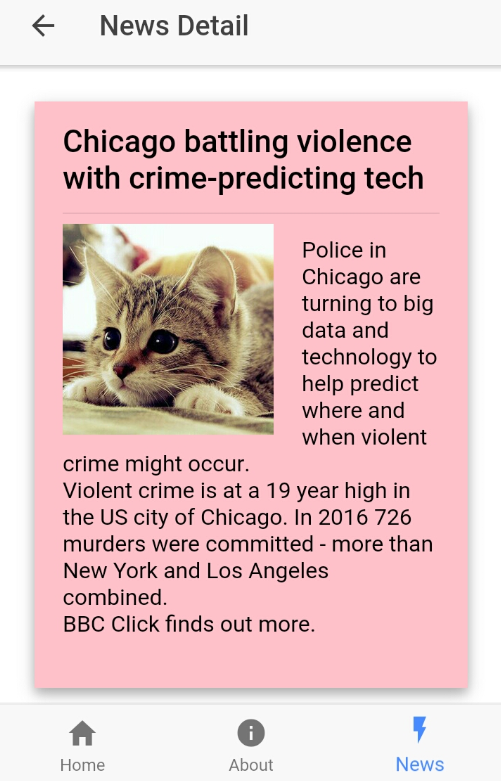 News Detail
Chicago battling violence
with crime-predicting tech
Police in
Chicago are
turning to big
data and
technology to
help predict
where and
when violent
crime might occur.
Violent crime is at a 19 year high in
the US city of Chicago. In 2016 726
murders were committed - more than
New York and Los Angeles
combined.
BBC Click finds out more.
Home
About
News